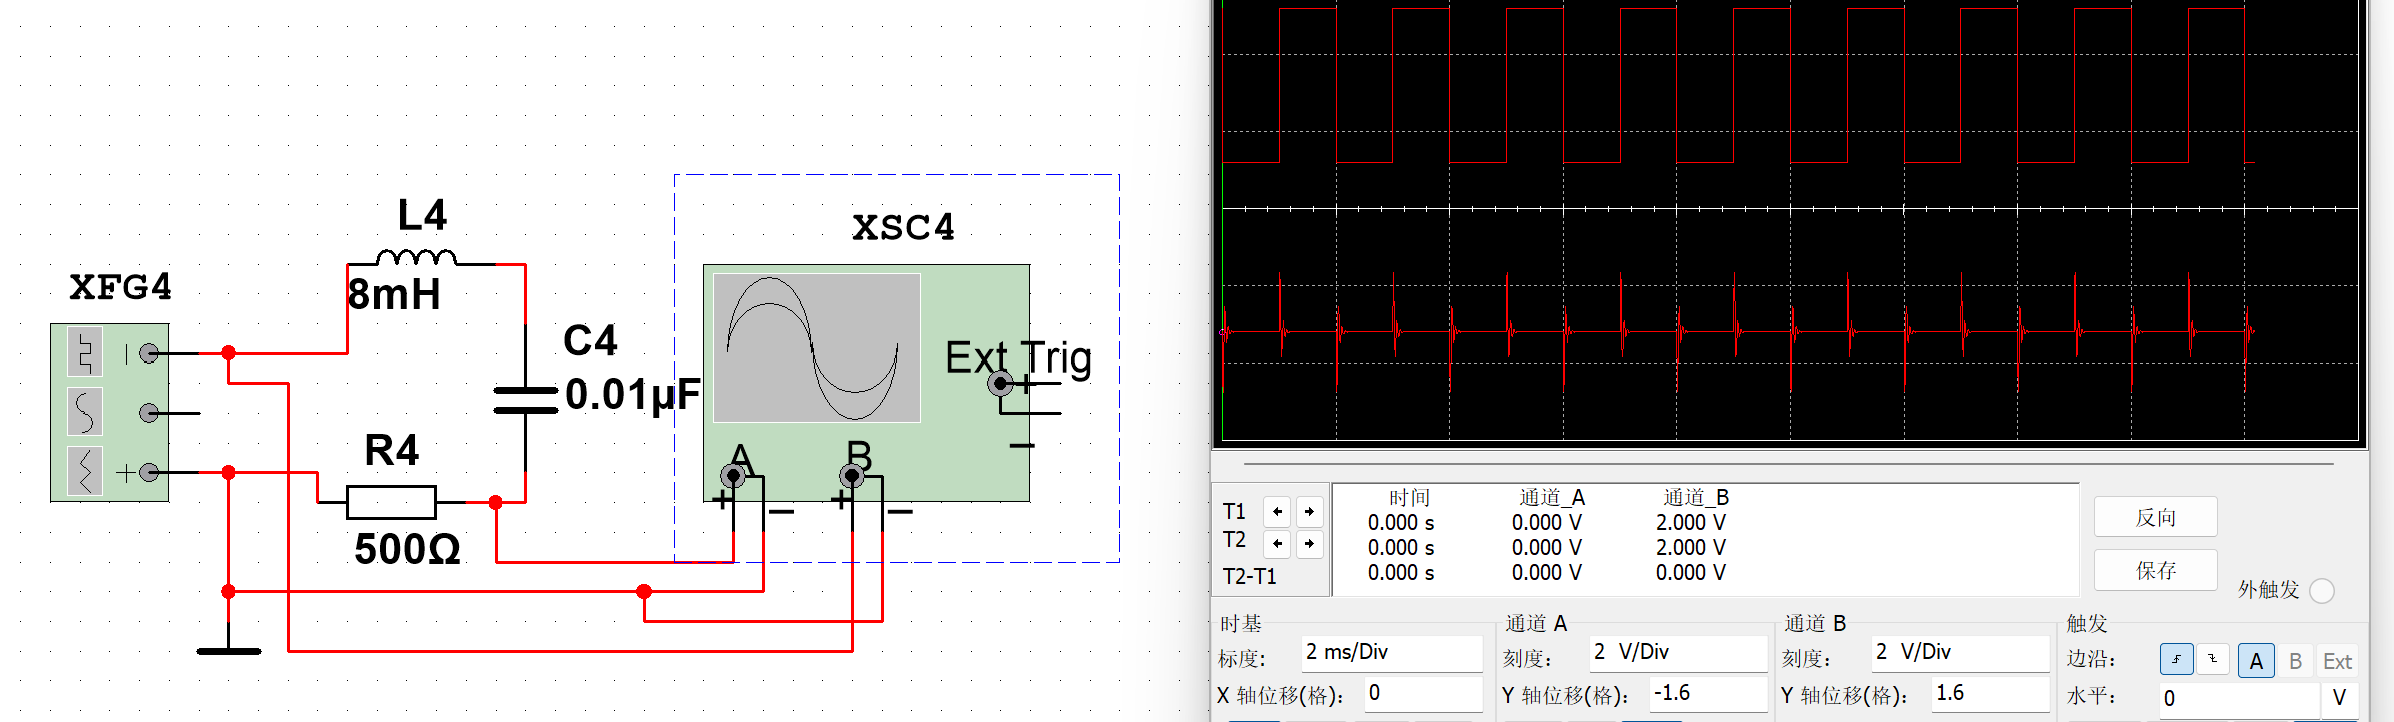 L4
8mH
XFG4
C4
0.01µF
R4
500Ω
XSC4
Ext Trig
A
B
+
−
+
−
+
−
+
时间 通道_A 通道_B
T1 0.000 s 0.000 V 2.000 V
T2 0.000 s 0.000 V 2.000 V
T2-T1 0.000 s 0.000 V 0.000 V
反向
保存
外触发
时基
标度: 2 ms/Div
X 轴位移(格): 0
通道 A
刻度: 2 V/Div
Y 轴位移(格): -1.6
通道 B
刻度: 2 V/Div
Y 轴位移(格): 1.6
触发
边沿: A B Ext
水平: 0 V